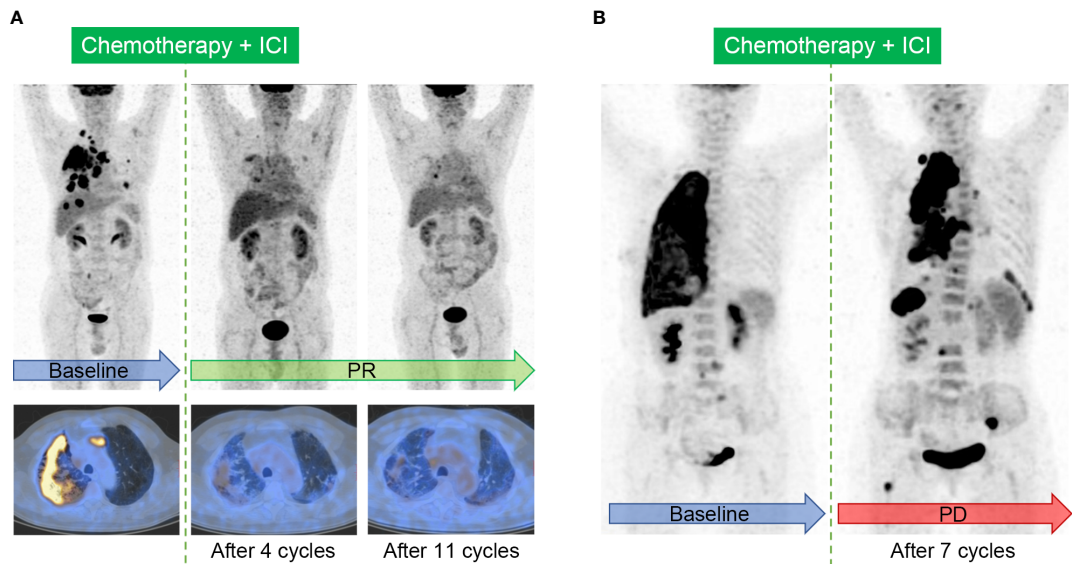 A
Chemotherapy + ICI
Baseline
PR
After 4 cycles
After 11 cycles
B
Chemotherapy + ICI
Baseline
PD
After 7 cycles